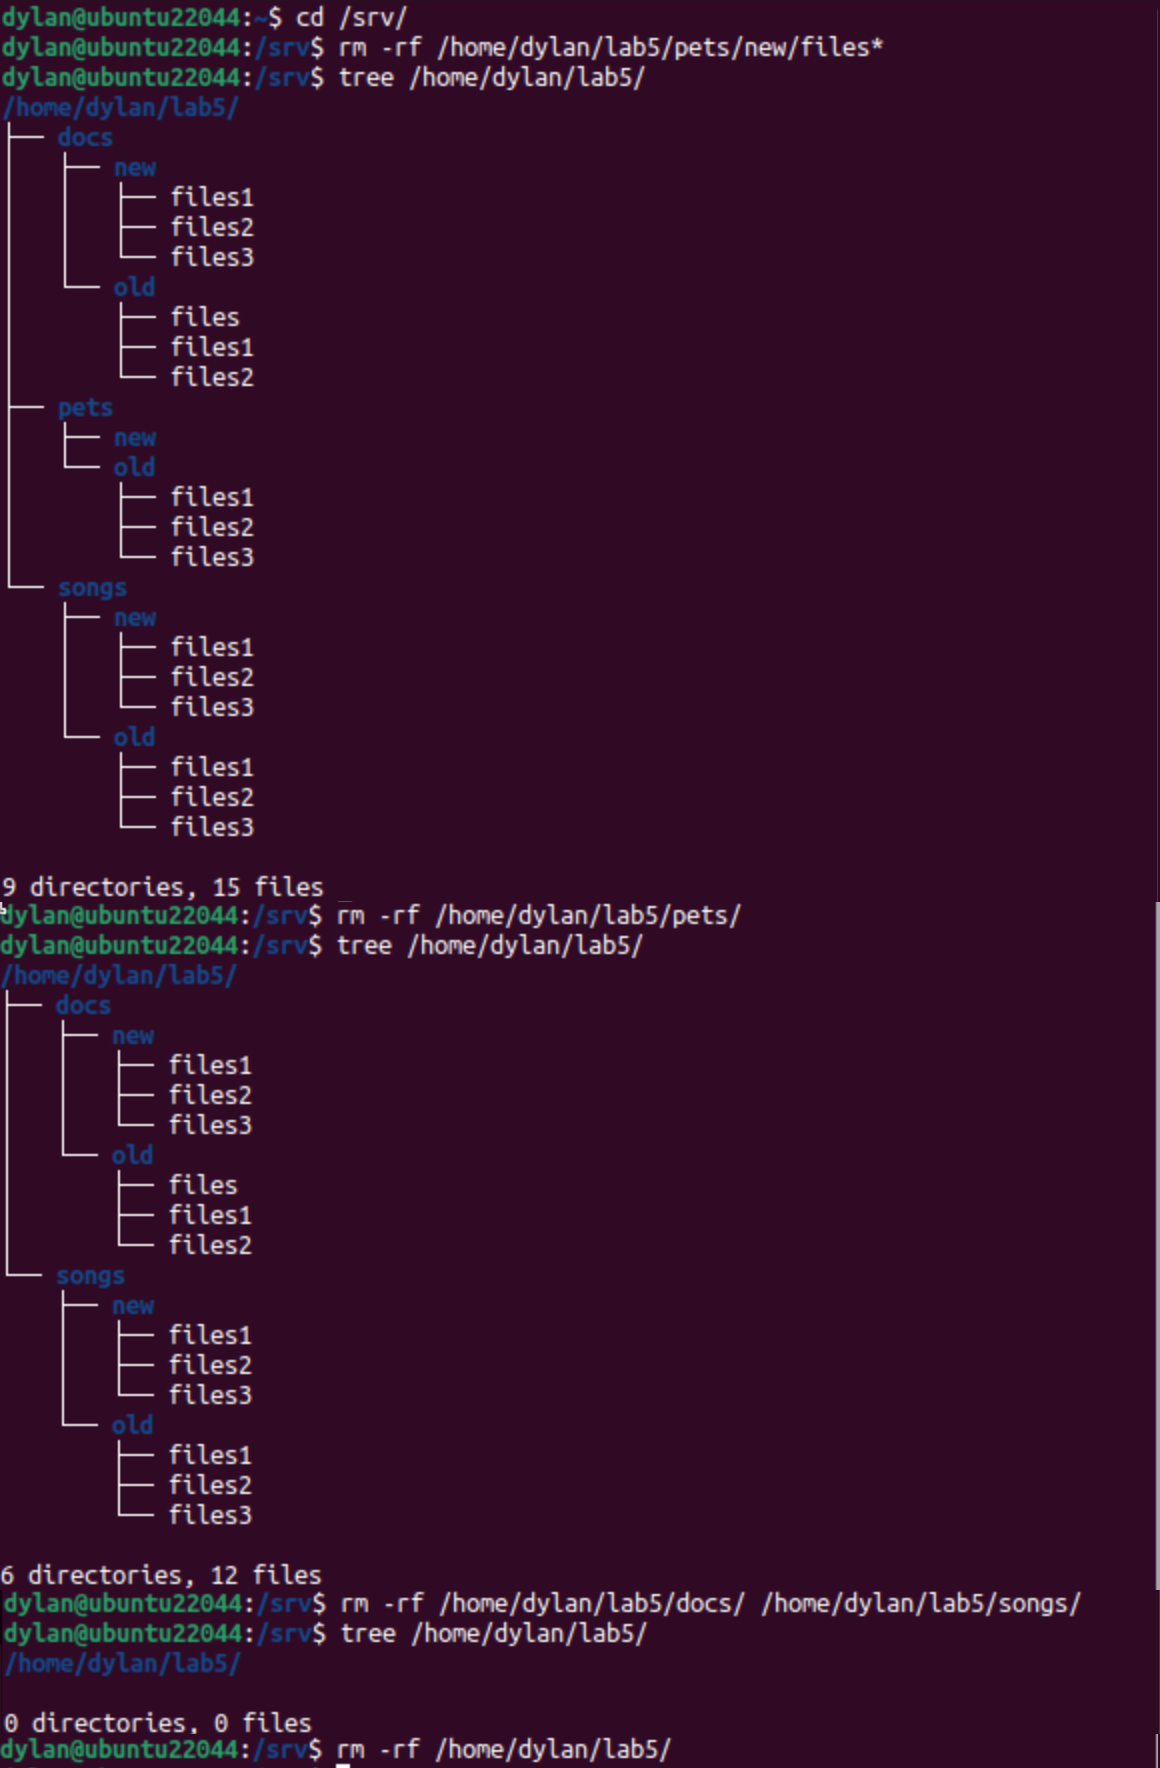 dylan@ubuntu22044:~$ cd /srv/
dylan@ubuntu22044:/srv$ rm -rf /home/dylan/lab5/pets/new/files*
dylan@ubuntu22044:/srv$ tree /home/dylan/lab5/
/home/dylan/lab5/
├── docs
│   ├── new
│   │   ├── files1
│   │   ├── files2
│   │   └── files3
│   └── old
│       ├── files
│       ├── files1
│       └── files2
├── pets
│   ├── new
│   └── old
│       ├── files1
│       ├── files2
│       └── files3
└── songs
    ├── new
    │   ├── files1
    │   ├── files2
    │   └── files3
    └── old
        ├── files1
        ├── files2
        └── files3
9 directories, 15 files
dylan@ubuntu22044:/srv$ rm -rf /home/dylan/lab5/pets/
dylan@ubuntu22044:/srv$ tree /home/dylan/lab5/
/home/dylan/lab5/
├── docs
│   ├── new
│   │   ├── files1
│   │   ├── files2
│   │   └── files3
│   └── old
│       ├── files
│       ├── files1
│       └── files2
└── songs
    ├── new
    │   ├── files1
    │   ├── files2
    │   └── files3
    └── old
        ├── files1
        ├── files2
        └── files3
6 directories, 12 files
dylan@ubuntu22044:/srv$ rm -rf /home/dylan/lab5/docs/ /home/dylan/lab5/songs/
dylan@ubuntu22044:/srv$ tree /home/dylan/lab5/
/home/dylan/lab5/
0 directories, 0 files
dylan@ubuntu22044:/srv$ rm -rf /home/dylan/lab5/